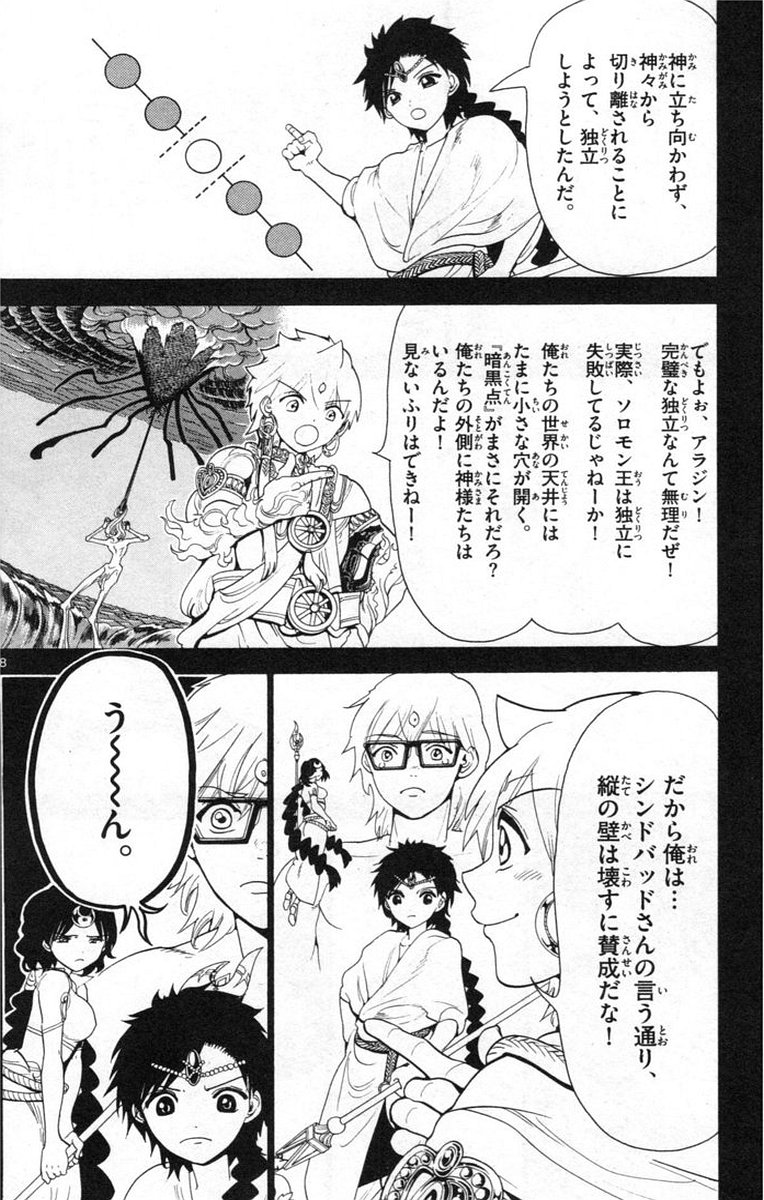 神に立ち向かわず、
神々から
切り離されることに
よって、独立
しようとしたんだ。
でもよぉ、アラジン！
完璧な独立なんて無理だぜ！
実際、ソロモン王は独立に
失敗してるじゃねーか！
俺たちの世界の天井には
たまに小さな穴が開く。
『暗黒点』がまさにそれだろ？
俺たちの外側に神様たちは
いるんだよ！
見ないふりはできねー！
8
だから俺は…
シンドバッドさんの言う通り、
縦の壁は壊すに賛成だな！
う～～～ん。